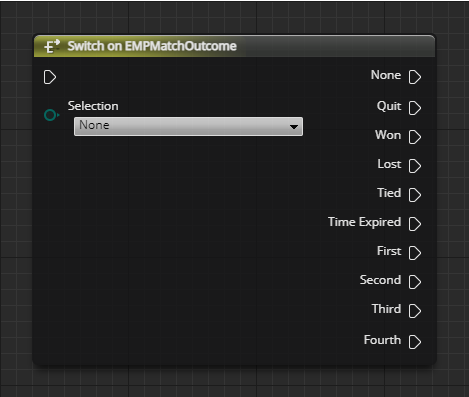 Switch on EMPMatchOutcome
None
Selection
None
Quit
Won
Lost
Tied
Time Expired
First
Second
Third
Fourth